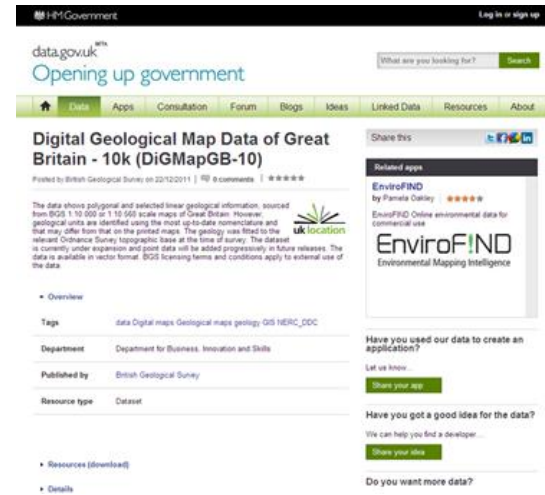 HM Government
Log in or sign up
data.gov.uk BETA
Opening up government
What are you looking for?
Search
Data Apps Consultation Forum Blogs Ideas Linked Data Resources About
Digital Geological Map Data of Great
Britain - 10k (DiGMapGB-10)
Posted by British Geological Survey on 22/12/2011 | 0 comments |
The data shows polygonal and selected linear geological information, sourced
from BGS 1:10 000 or 1:10 560 scale maps of Great Britain. However,
geological units are identified using the most up-to-date nomenclature and
that may differ from that on the printed maps. The geology was fitted to the
relevant Ordnance Survey topographic base at the time of survey. The dataset
is currently under expansion and point data will be added progressively in future releases. The
data is available in vector format. BGS licensing terms and conditions apply to external use of
the data.
uk location
Overview
Tags data Digital maps Geological maps geology GIS NERC_DDC
Department Department for Business, Innovation and Skills
Published by British Geological Survey
Resource type Dataset
Resources (download)
Details
Share this
Related apps
EnviroFIND
by Pamela Oakley
EnviroFIND Online environmental data for
commercial use
EnviroF!ND
Environmental Mapping Intelligence
Have you used our data to create an
application?
Let us know...
Share your app
Have you got a good idea for the data?
We can help you find a developer...
Share your idea
Do you want more data?